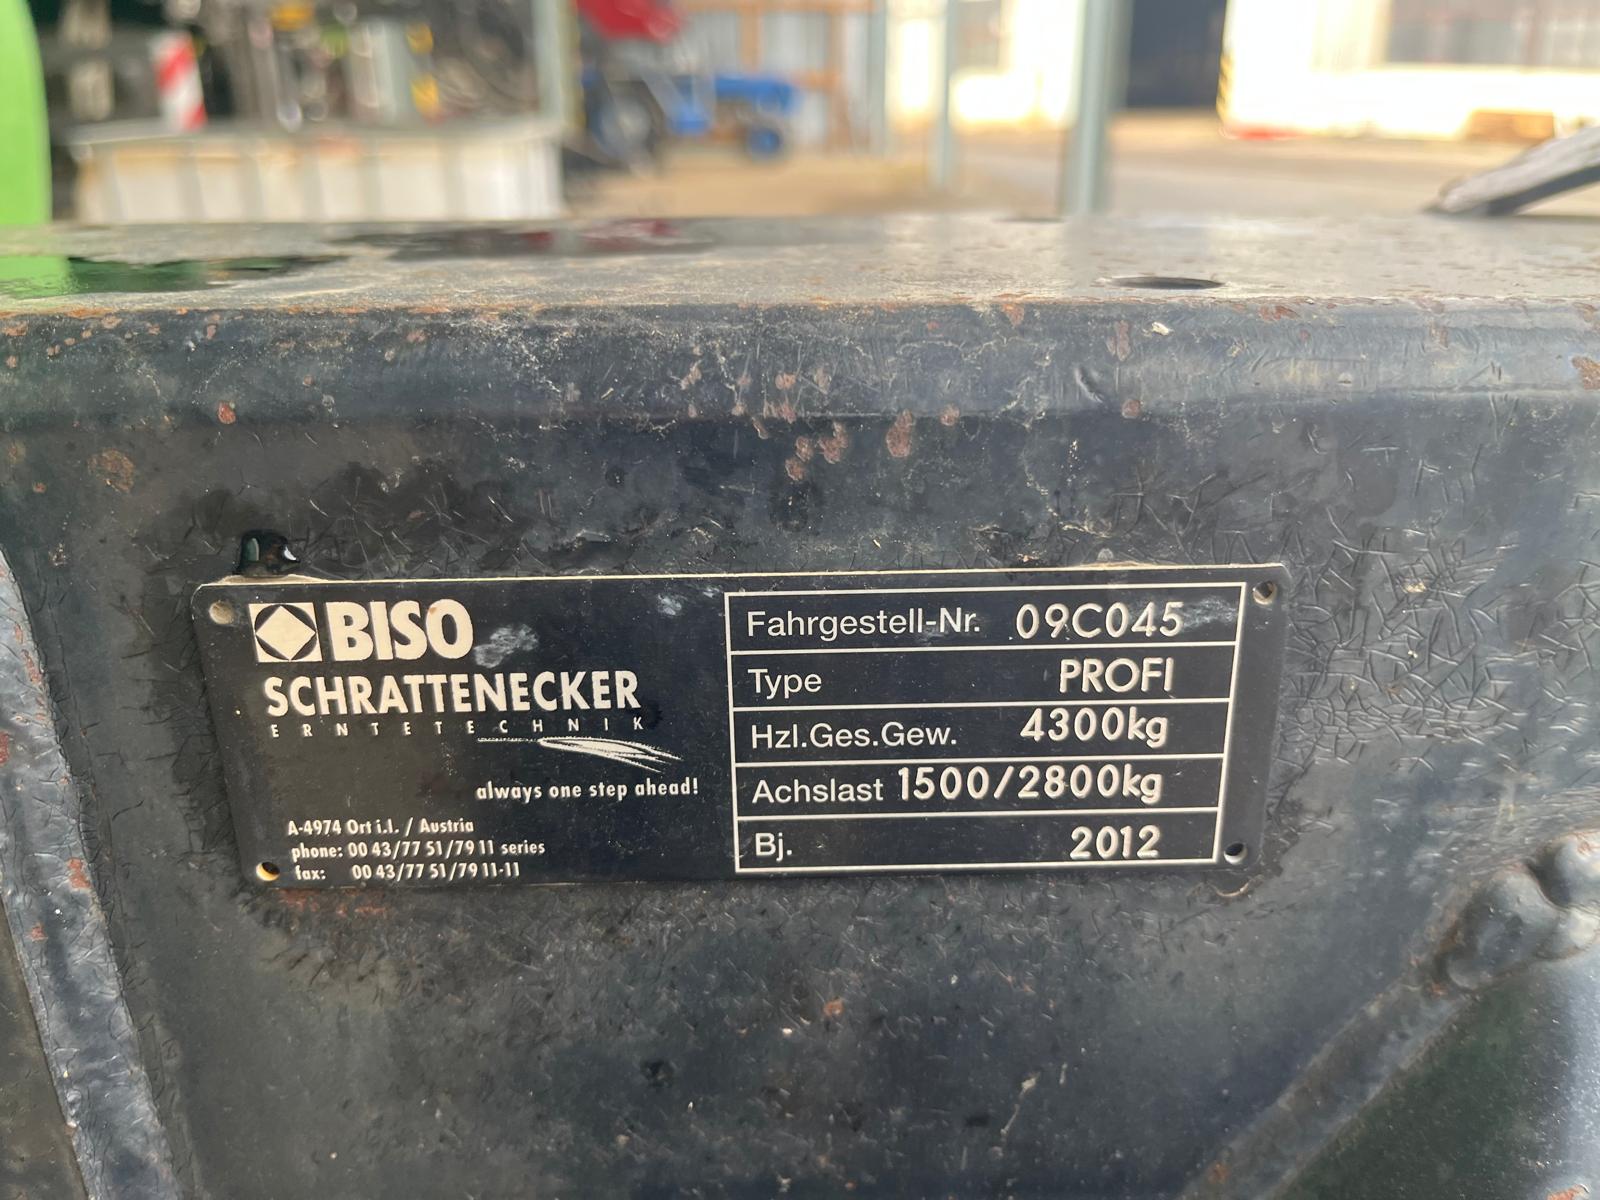 BISO
SCHRATTENECKER
ERNTETECHNIK
always one step ahead!
A-4974 Ort i.I. / Austria
phone: 00 43/77 51/79 11 series
fax: 00 43/77 51/79 11-11
Fahrgestell-Nr. 09C045
Type PROFI
Hzl.Ges.Gew. 4300kg
Achslast 1500/2800kg
Bj. 2012